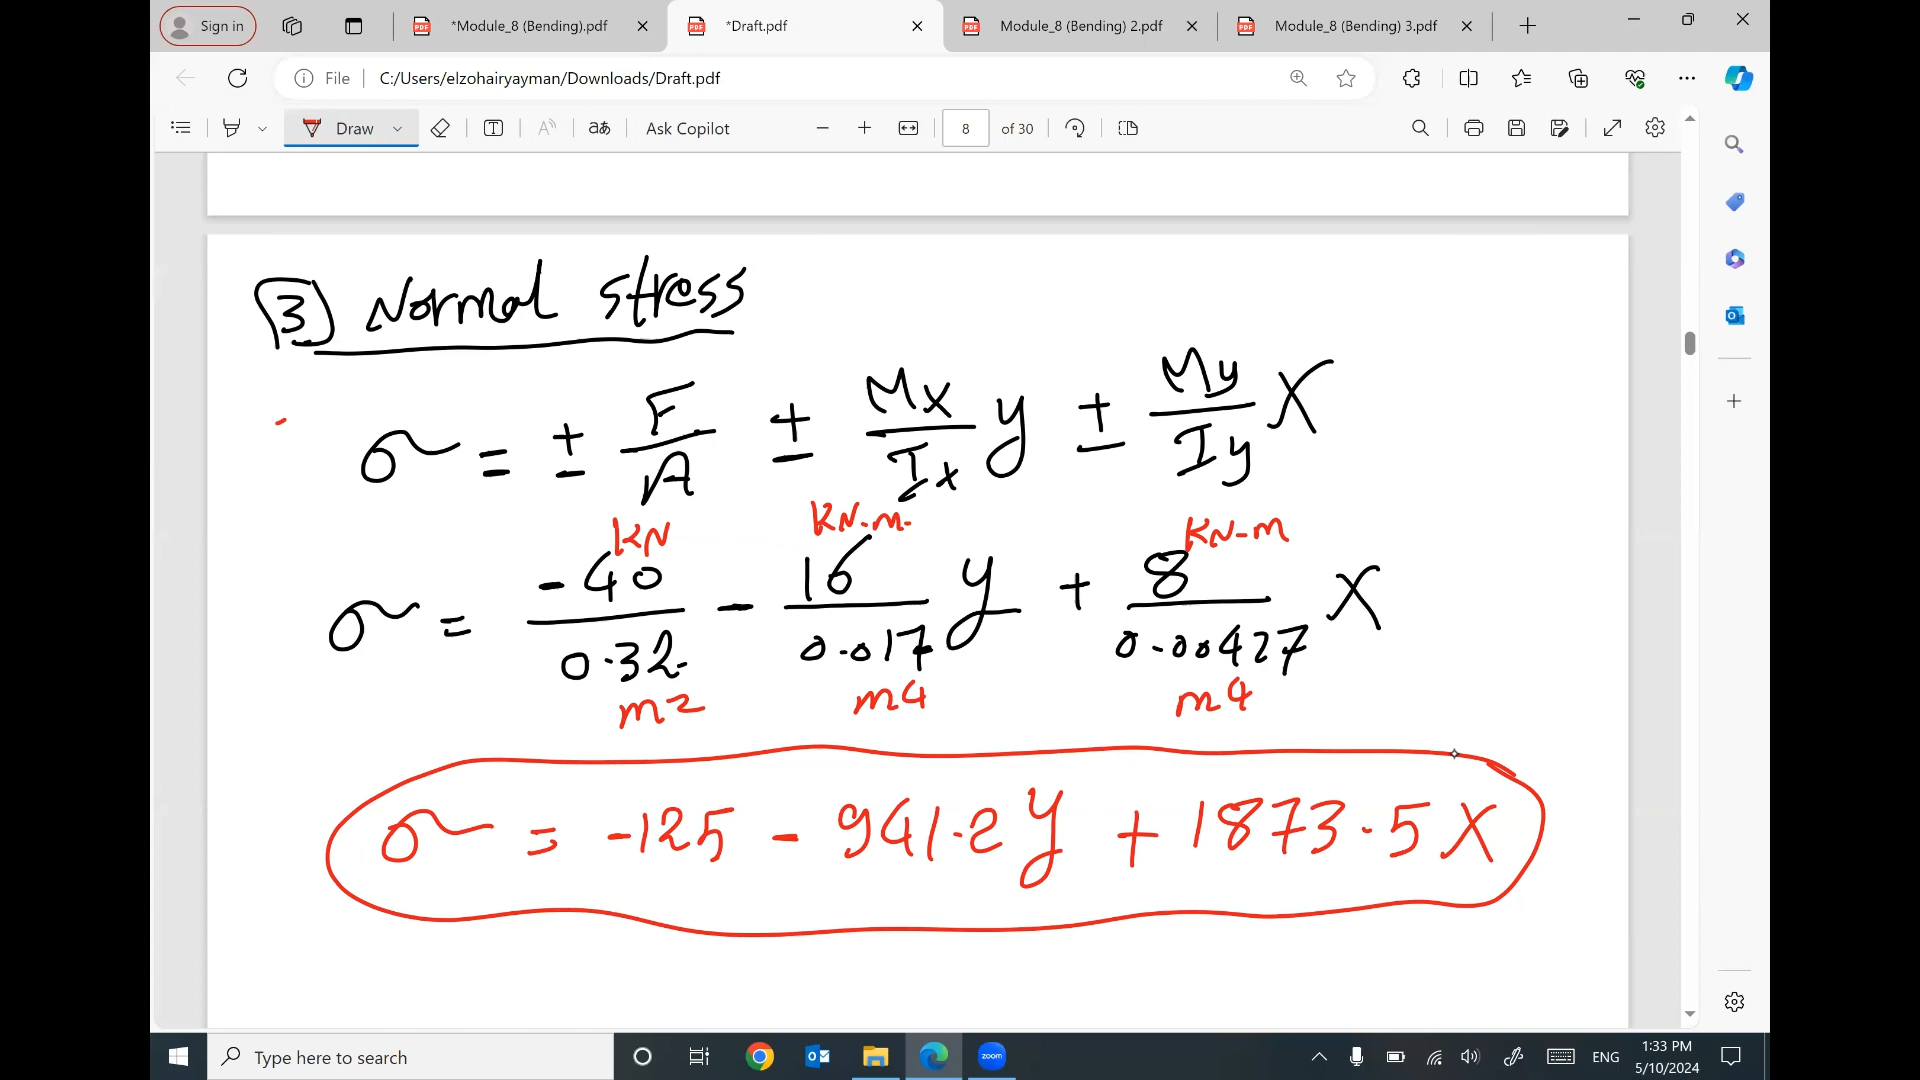 Sign in
*Module_8 (Bending).pdf
*Draft.pdf
Module_8 (Bending) 2.pdf
Module_8 (Bending) 3.pdf
File
C:/Users/elzohairyayman/Downloads/Draft.pdf
Draw
aあ
Ask Copilot
8
of 30
3 Normal stress
σ = ± F/A ± Mx/Ix y ± My/Iy X
KN KN.m. KN-m
σ = -40/0.32 - 16/0.017 y + 8/0.00427 X
m2 m4 m4
σ = -125 - 941.2 y + 1873.5 X
Type here to search
zoom
ENG
1:33 PM
5/10/2024